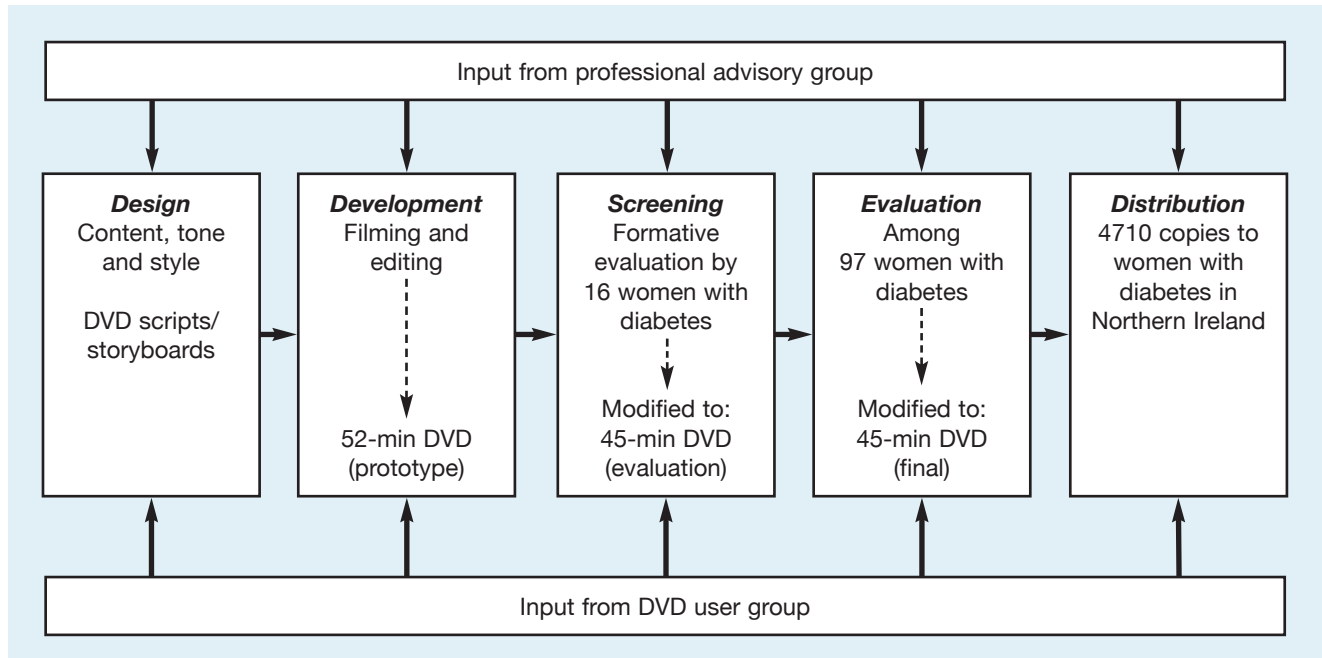 Input from professional advisory group
Design
Content, tone
and style
DVD scripts/
storyboards
Development
Filming and
editing
52-min DVD
(prototype)
Screening
Formative
evaluation by
16 women with
diabetes
Modified to:
45-min DVD
(evaluation)
Evaluation
Among
97 women with
diabetes
Modified to:
45-min DVD
(final)
Distribution
4710 copies to
women with
diabetes in
Northern Ireland
Input from DVD user group